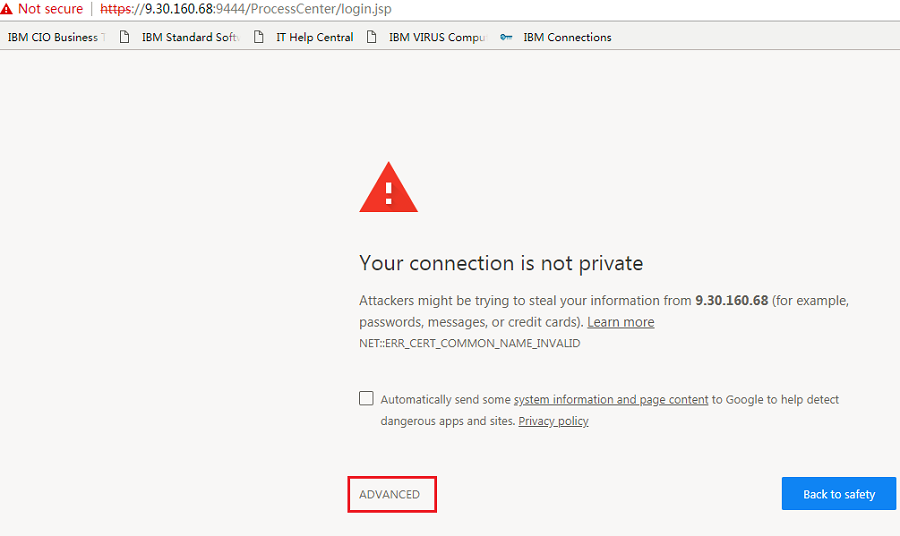 Not secure | https://9.30.160.68:9444/ProcessCenter/login.jsp
IBM CIO Business IBM Standard Soft IT Help Central IBM VIRUS Compu IBM Connections
Your connection is not private
Attackers might be trying to steal your information from 9.30.160.68 (for example,
passwords, messages, or credit cards). Learn more
NET::ERR_CERT_COMMON_NAME_INVALID
Automatically send some system information and page content to Google to help detect
dangerous apps and sites. Privacy policy
ADVANCED Back to safety